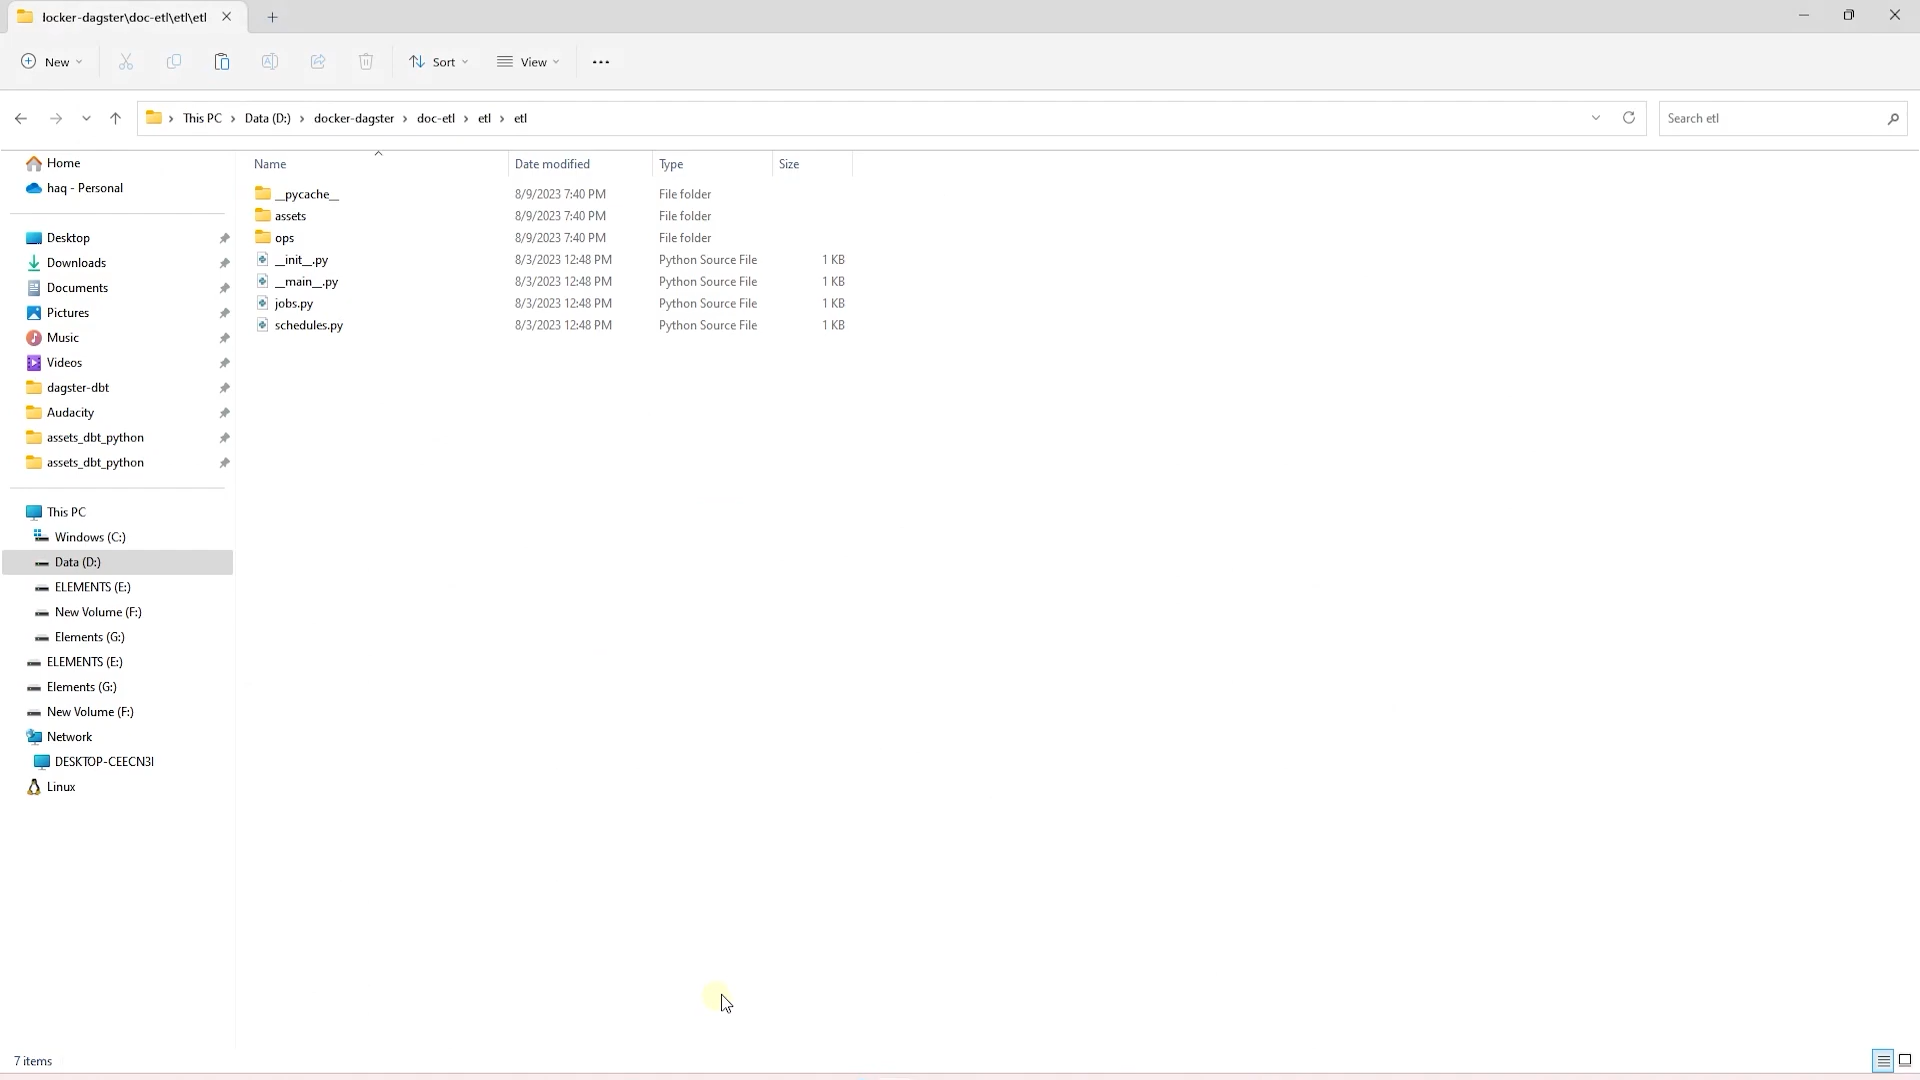 locker-dagster\doc-etl\etl\etl
New
Sort
View
This PC > Data (D:) > docker-dagster > doc-etl > etl > etl
Search etl
Name Date modified Type Size
__pycache__ 8/9/2023 7:40 PM File folder
assets 8/9/2023 7:40 PM File folder
ops 8/9/2023 7:40 PM File folder
__init__.py 8/3/2023 12:48 PM Python Source File 1 KB
__main__.py 8/3/2023 12:48 PM Python Source File 1 KB
jobs.py 8/3/2023 12:48 PM Python Source File 1 KB
schedules.py 8/3/2023 12:48 PM Python Source File 1 KB
Home
haq - Personal
Desktop
Downloads
Documents
Pictures
Music
Videos
dagster-dbt
Audacity
assets_dbt_python
assets_dbt_python
This PC
Windows (C:)
Data (D:)
ELEMENTS (E:)
New Volume (F:)
Elements (G:)
ELEMENTS (E:)
Elements (G:)
New Volume (F:)
Network
DESKTOP-CEECN3I
Linux
7 items